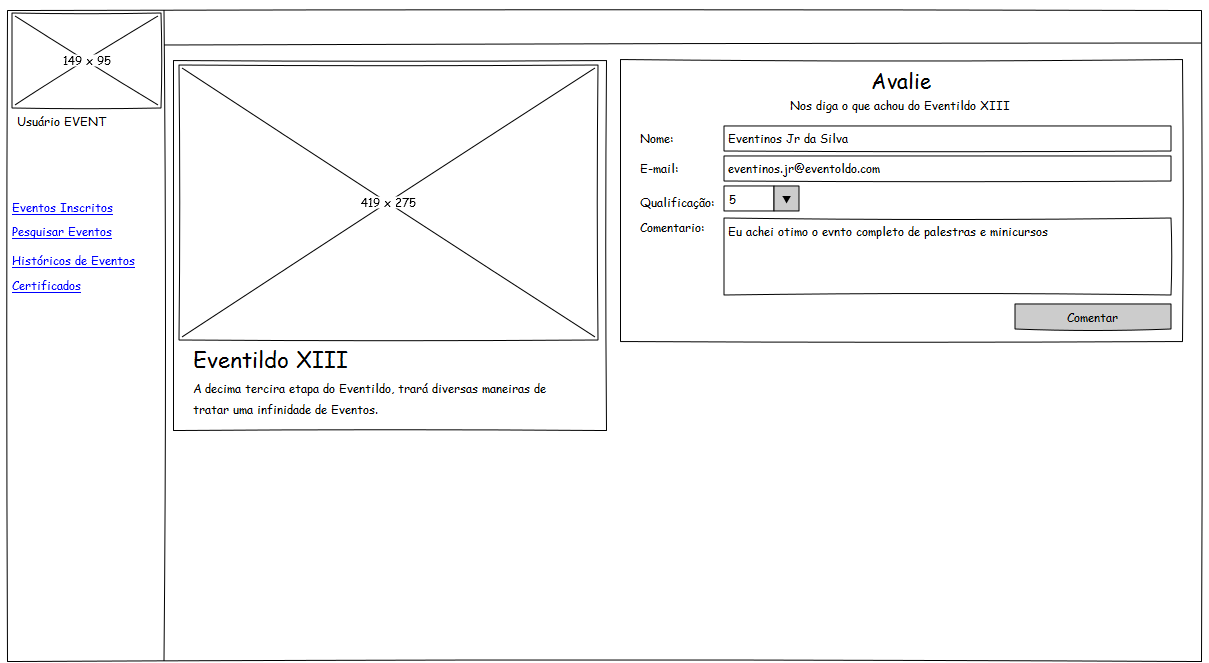 149 x 95
Usuário EVENT
Eventos Inscritos
Pesquisar Eventos
Históricos de Eventos
Certificados
419 x 275
Eventildo XIII
A decima tercira etapa do Eventildo, trará diversas maneiras de
tratar uma infinidade de Eventos.
Avalie
Nos diga o que achou do Eventildo XIII
Nome: Eventinos Jr da Silva
E-mail: eventinos.jr@eventoldo.com
Qualificação: 5
Comentario: Eu achei otimo o evnto completo de palestras e minicursos
Comentar